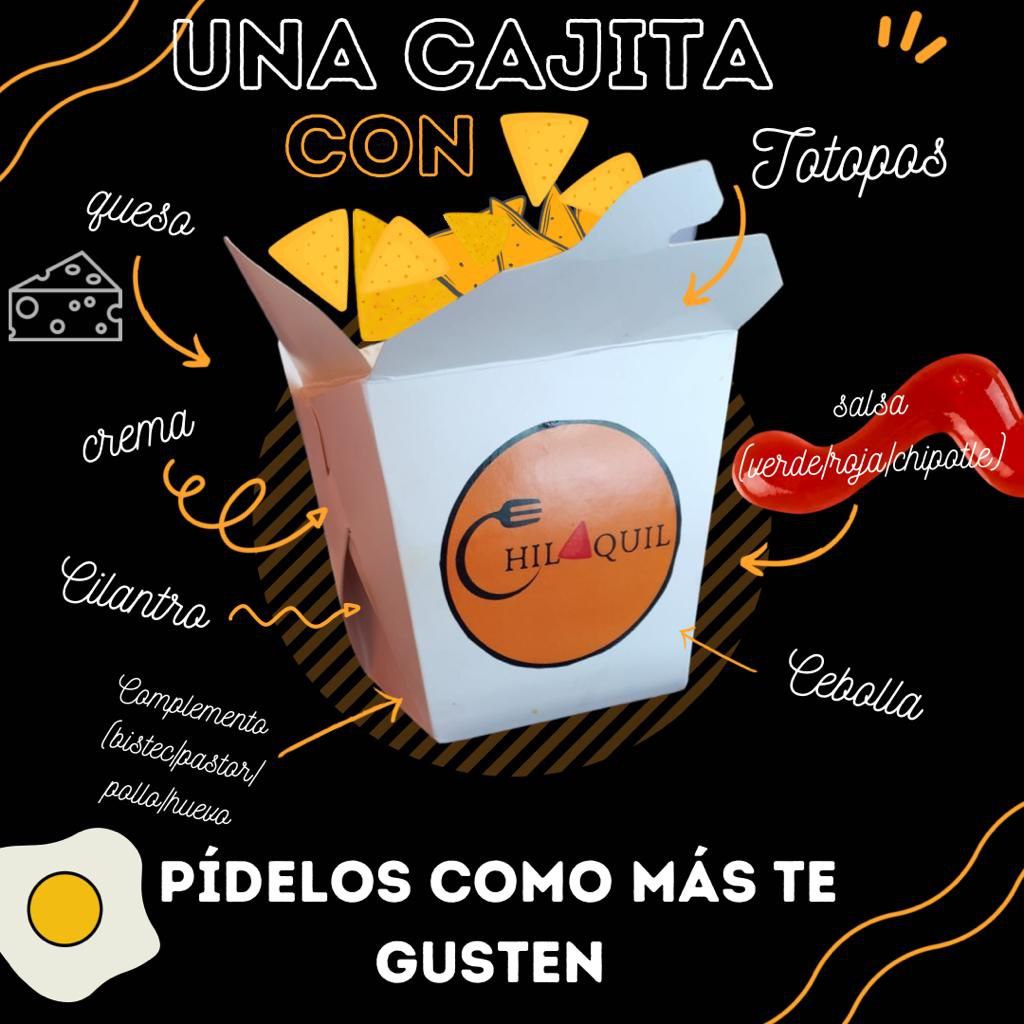 UNA CAJITA
CON
Totopos
queso
crema
salsa
(verde/roja/chipotle)
CHILAQUIL
Cilantro
Cebolla
Complemento
(bistec/pastor/
pollo/huevo
PÍDELOS COMO MÁS TE
GUSTEN